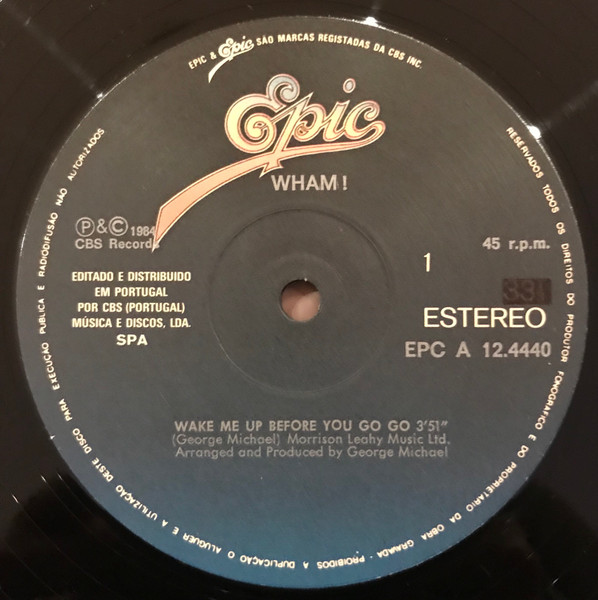 EPIC & Epic SÃO MARCAS REGISTADAS DA CBS INC.
Epic
WHAM!
Ⓟ&© 1984
CBS Records
EDITADO E DISTRIBUIDO
EM PORTUGAL
POR CBS (PORTUGAL)
MÚSICA E DISCOS, LDA.
SPA
1
45 r.p.m.
33
ESTEREO
EPC A 12.4440
WAKE ME UP BEFORE YOU GO GO 3'51"
(George Michael) Morrison Leahy Music Ltd.
Arranged and Produced by George Michael
RESERVADOS TODOS OS DIREITOS DO PRODUTOR FONOGRÁFICO E DO PROPRIETARIO DA OBRA GRAVADA - PROIBIDOS A DUPLICAÇÃO O ALUGUER E A UTILIZAÇÃO DESTE DISCO PARA EXECUÇÃO PUBLICA E RADIODIFUSÃO NÃO AUTORIZADOS